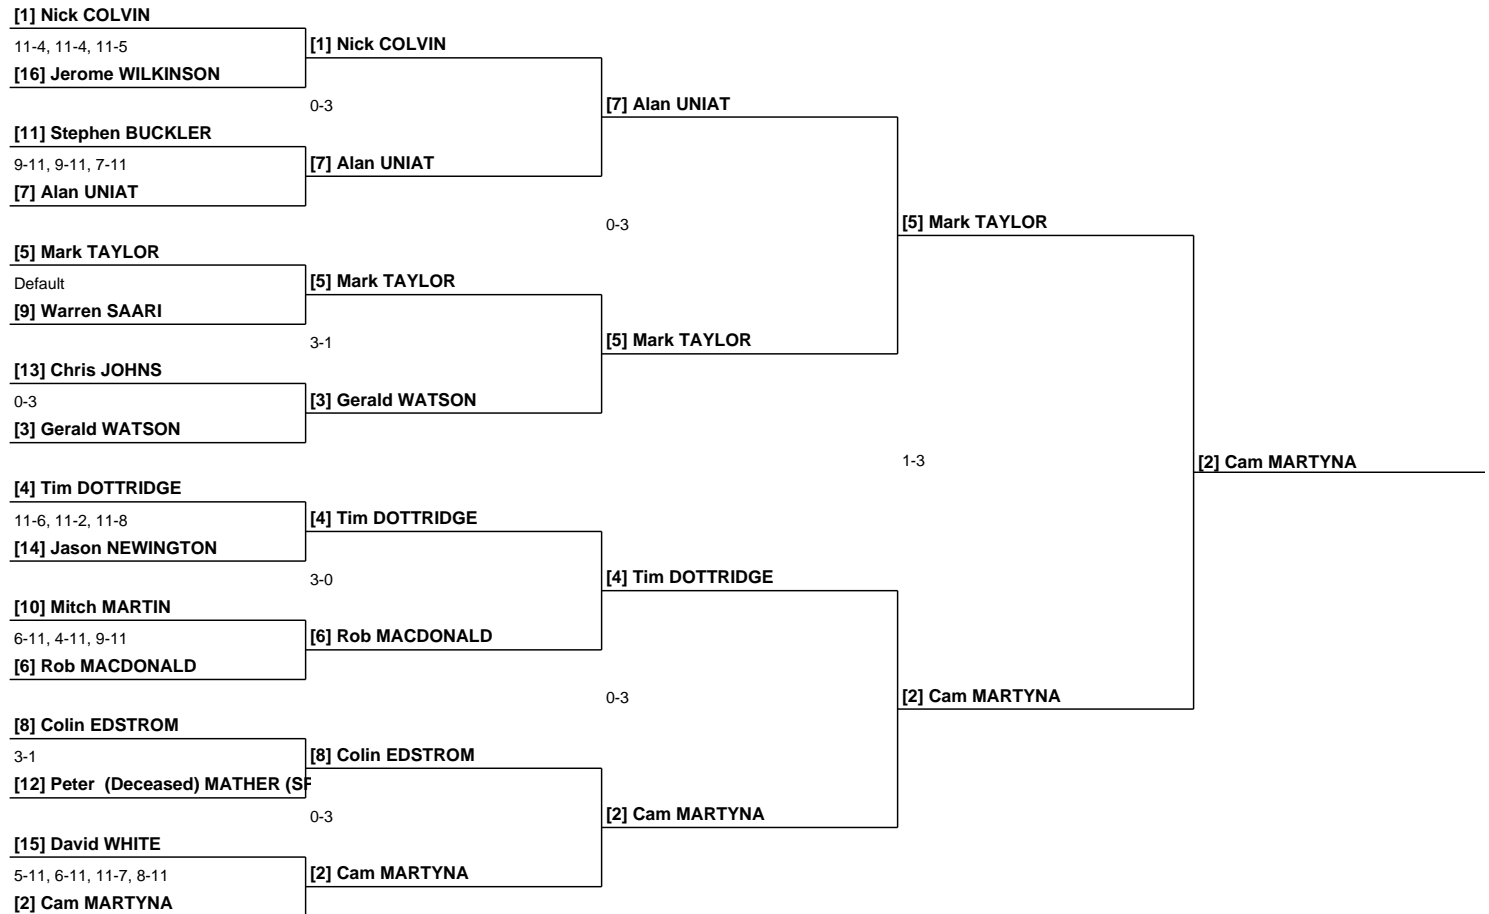 [1] Nick COLVIN
11-4, 11-4, 11-5
[16] Jerome WILKINSON
[11] Stephen BUCKLER
9-11, 9-11, 7-11
[7] Alan UNIAT
[5] Mark TAYLOR
Default
[9] Warren SAARI
[13] Chris JOHNS
0-3
[3] Gerald WATSON
[4] Tim DOTTRIDGE
11-6, 11-2, 11-8
[14] Jason NEWINGTON
[10] Mitch MARTIN
6-11, 4-11, 9-11
[6] Rob MACDONALD
[8] Colin EDSTROM
3-1
[12] Peter (Deceased) MATHER (SF
[15] David WHITE
5-11, 6-11, 11-7, 8-11
[2] Cam MARTYNA
[1] Nick COLVIN
0-3
[7] Alan UNIAT
[5] Mark TAYLOR
3-1
[3] Gerald WATSON
[4] Tim DOTTRIDGE
3-0
[6] Rob MACDONALD
[8] Colin EDSTROM
0-3
[2] Cam MARTYNA
[7] Alan UNIAT
0-3
[5] Mark TAYLOR
[4] Tim DOTTRIDGE
0-3
[2] Cam MARTYNA
[5] Mark TAYLOR
1-3
[2] Cam MARTYNA
[2] Cam MARTYNA